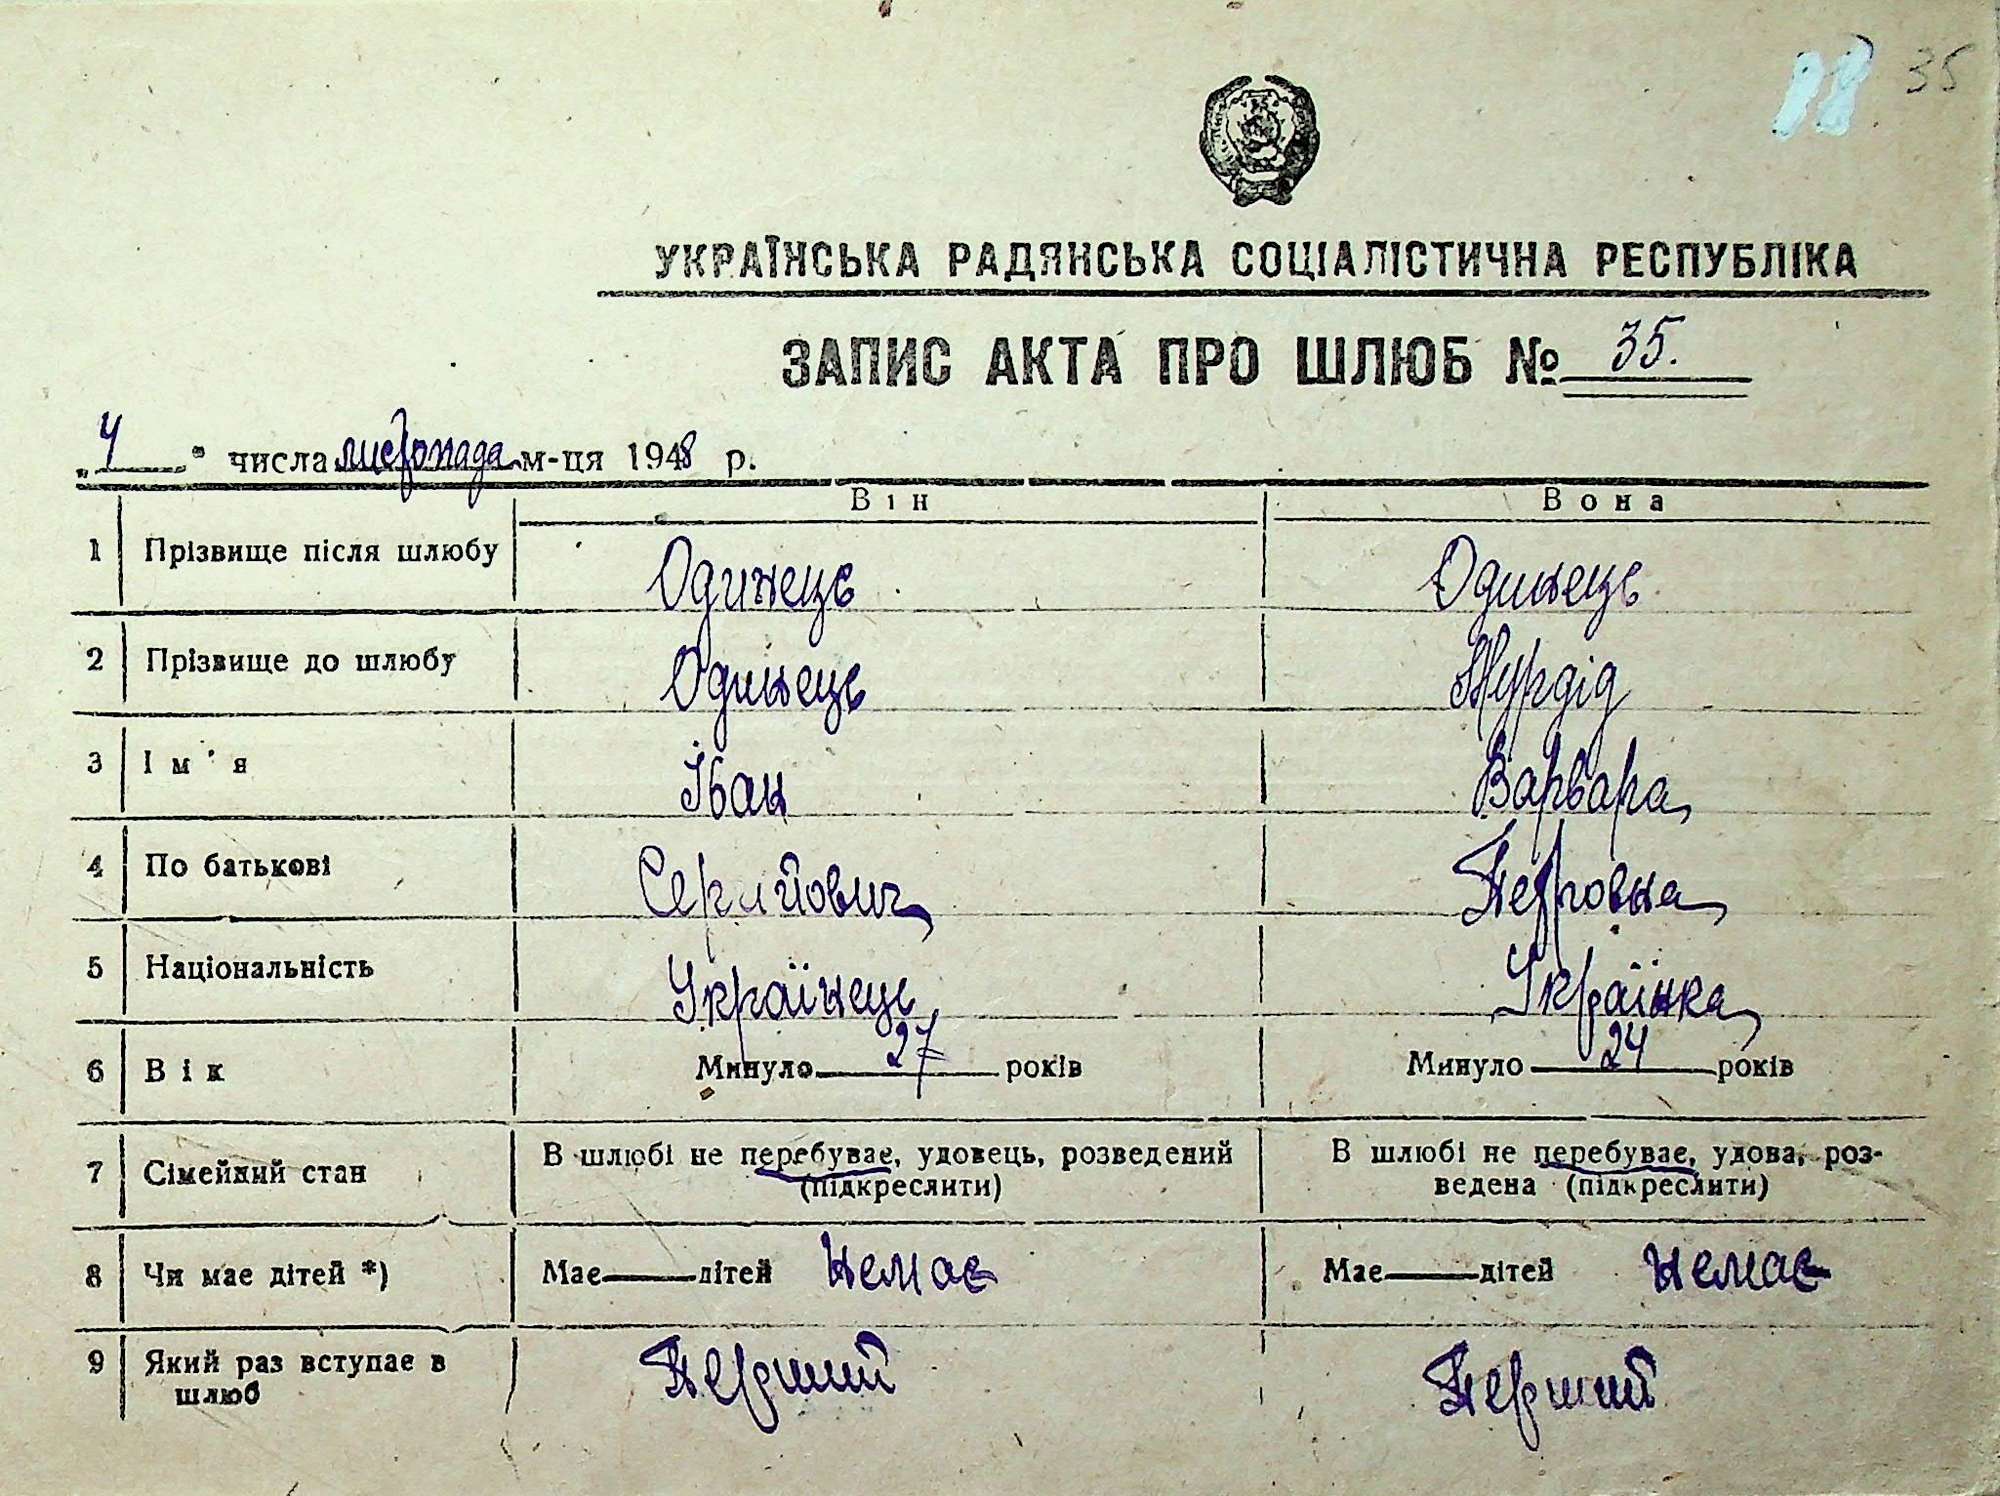 35
УКРАЇНСЬКА РАДЯНСЬКА СОЦІАЛІСТИЧНА РЕСПУБЛІКА
ЗАПИС АКТА ПРО ШЛЮБ № 35.
„4" числа листопада м-ця 1948 р.
Він Вона
1 Прізвище після шлюбу Одинець Одинець
2 Прізвище до шлюбу Одинець
3 Ім'я Іван Варвара
4 По батькові Сергийович Петровна
5 Національність Українець Українка
6 Вік Минуло 27 років Минуло 24 років
7 Сімейний стан В шлюбі не перебуває, удовець, розведений (підкреслити) В шлюбі не перебуває, удова, роз-
ведена (підкреслити)
8 Чи має дітей *) Має дітей Немає Має дітей Немає
9 Який раз вступає в шлюб Перший Перший